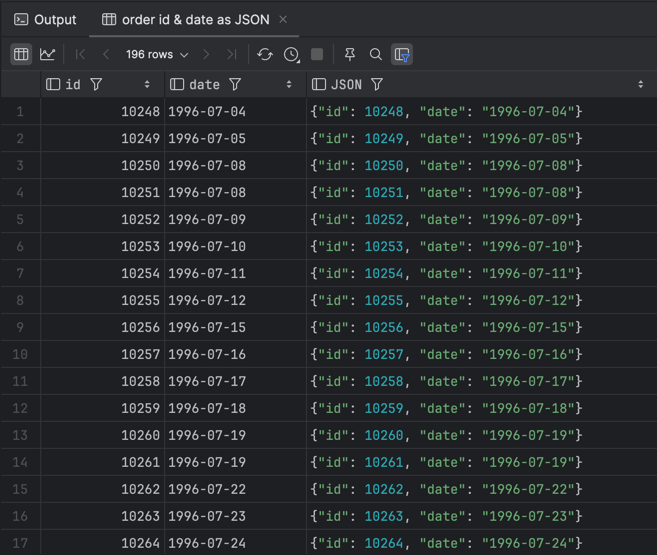 Output order id & date as JSON
196 rows
id date JSON
1 10248 1996-07-04 {"id": 10248, "date": "1996-07-04"}
2 10249 1996-07-05 {"id": 10249, "date": "1996-07-05"}
3 10250 1996-07-08 {"id": 10250, "date": "1996-07-08"}
4 10251 1996-07-08 {"id": 10251, "date": "1996-07-08"}
5 10252 1996-07-09 {"id": 10252, "date": "1996-07-09"}
6 10253 1996-07-10 {"id": 10253, "date": "1996-07-10"}
7 10254 1996-07-11 {"id": 10254, "date": "1996-07-11"}
8 10255 1996-07-12 {"id": 10255, "date": "1996-07-12"}
9 10256 1996-07-15 {"id": 10256, "date": "1996-07-15"}
10 10257 1996-07-16 {"id": 10257, "date": "1996-07-16"}
11 10258 1996-07-17 {"id": 10258, "date": "1996-07-17"}
12 10259 1996-07-18 {"id": 10259, "date": "1996-07-18"}
13 10260 1996-07-19 {"id": 10260, "date": "1996-07-19"}
14 10261 1996-07-19 {"id": 10261, "date": "1996-07-19"}
15 10262 1996-07-22 {"id": 10262, "date": "1996-07-22"}
16 10263 1996-07-23 {"id": 10263, "date": "1996-07-23"}
17 10264 1996-07-24 {"id": 10264, "date": "1996-07-24"}